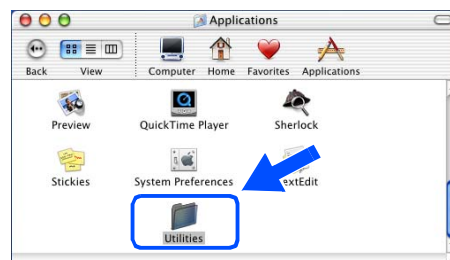 Applications
Back View Computer Home Favorites Applications
Preview QuickTime Player Sherlock
Stickies System Preferences extEdit
Utilities